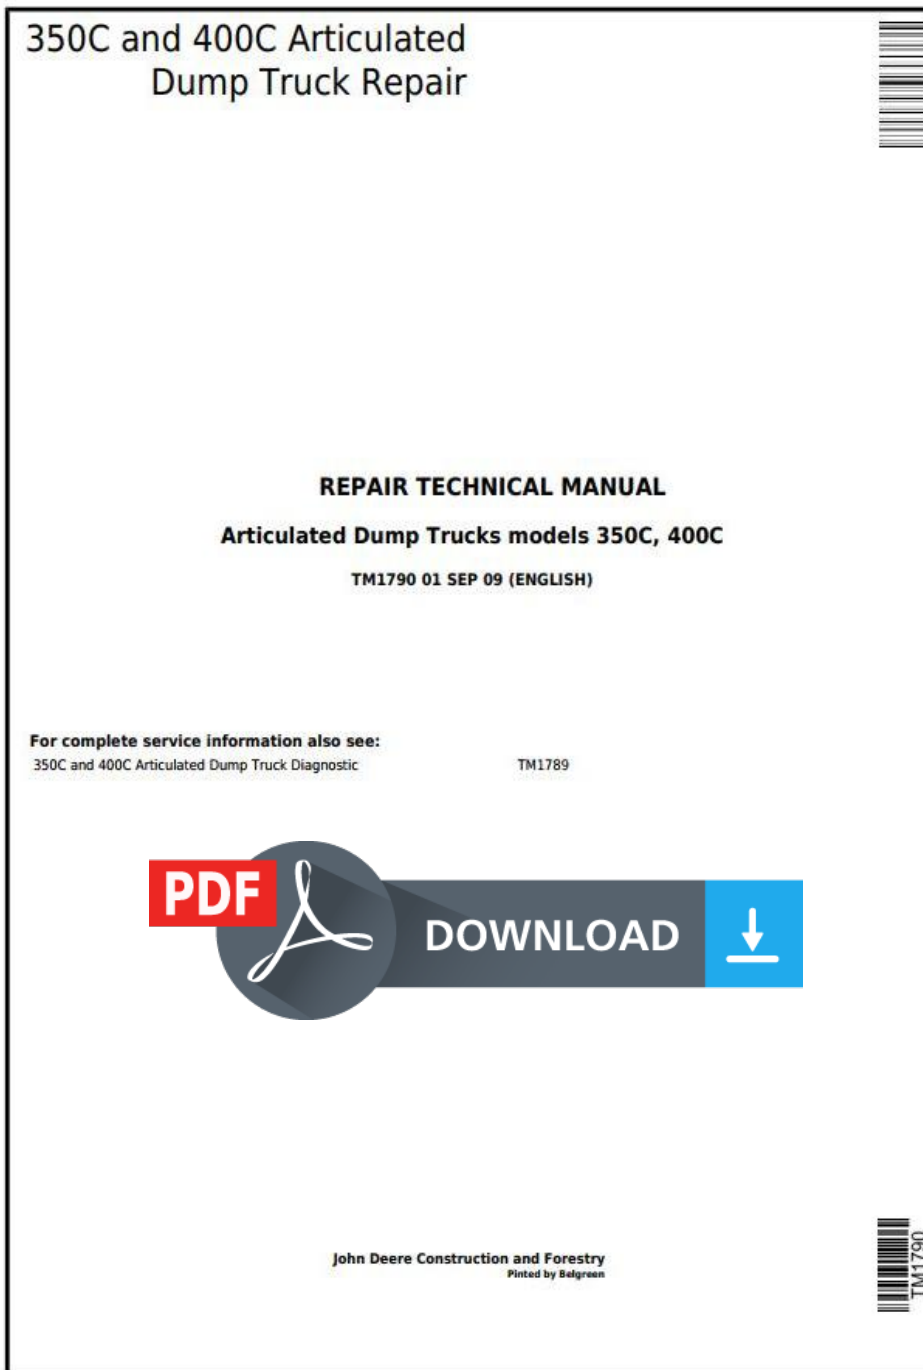 350C and 400C Articulated
Dump Truck Repair
REPAIR TECHNICAL MANUAL
Articulated Dump Trucks models 350C, 400C
TM1790 01 SEP 09 (ENGLISH)
For complete service information also see:
350C and 400C Articulated Dump Truck Diagnostic TM1789
PDF
DOWNLOAD
John Deere Construction and Forestry
Pinted by Belgreen
TM1790